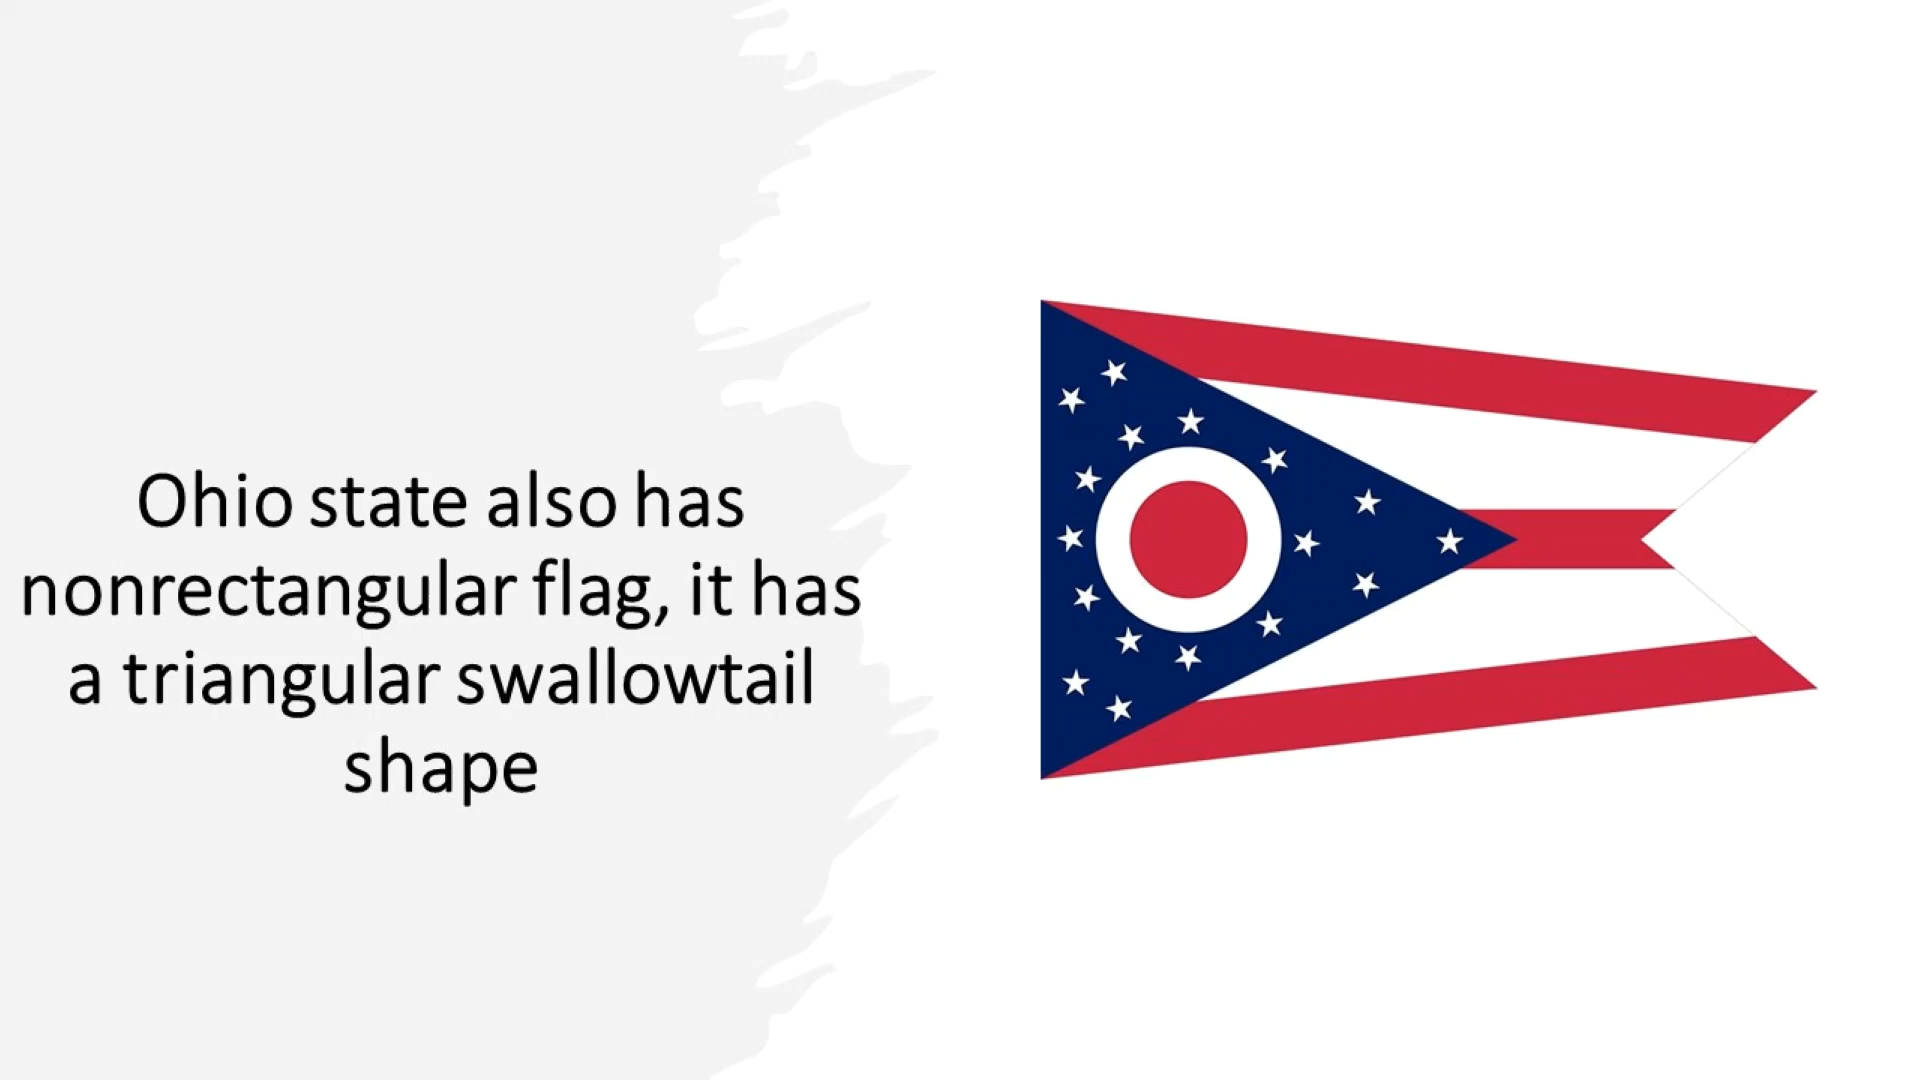 Ohio state also has
nonrectangular flag, it has
a triangular swallowtail
shape